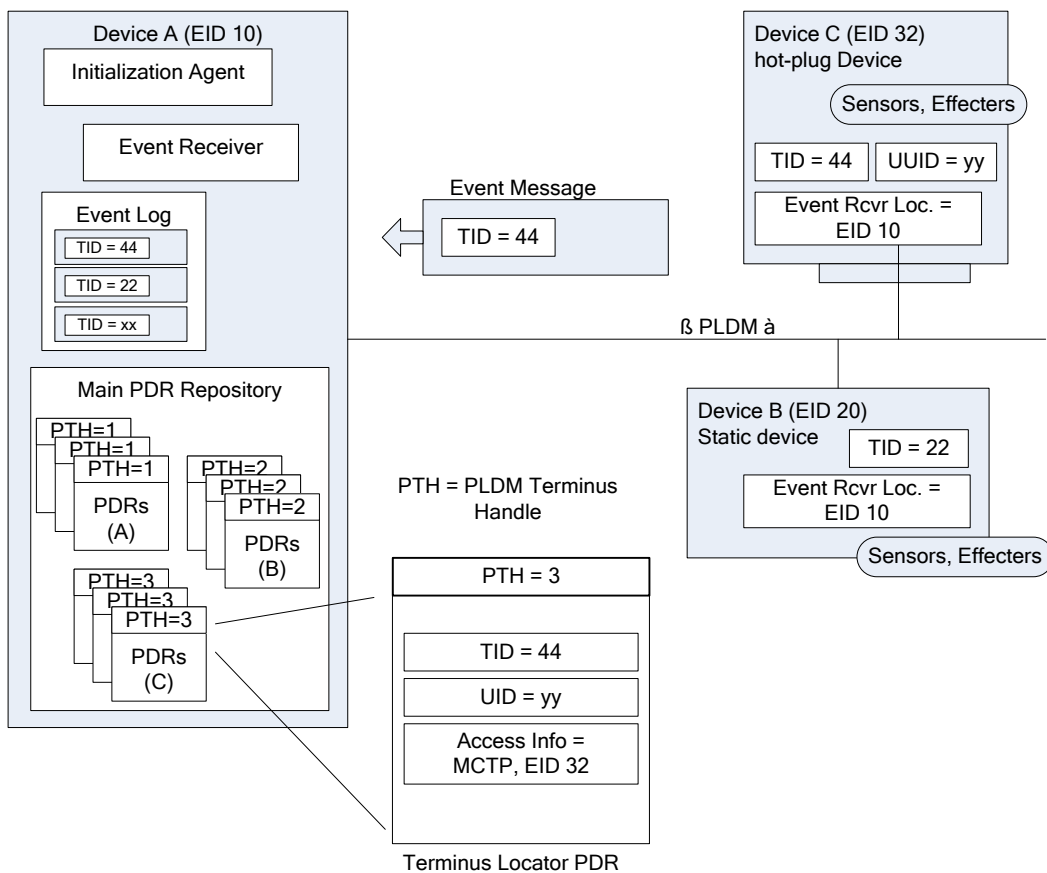 Device A (EID 10)
Initialization Agent
Event Receiver
Event Log
TID = 44
TID = 22
TID = xx
Main PDR Repository
PTH=1
PTH=1
PTH=1
PDRs
(A)
PTH=2
PTH=2
PTH=2
PDRs
(B)
PTH=3
PTH=3
PTH=3
PDRs
(C)
Event Message
TID = 44
Device C (EID 32)
hot-plug Device
Sensors, Effecters
TID = 44
UUID = yy
Event Rcvr Loc. =
EID 10
ß PLDM à
Device B (EID 20)
Static device
TID = 22
Event Rcvr Loc. =
EID 10
Sensors, Effecters
PTH = PLDM Terminus
Handle
PTH = 3
TID = 44
UID = yy
Access Info =
MCTP, EID 32
Terminus Locator PDR